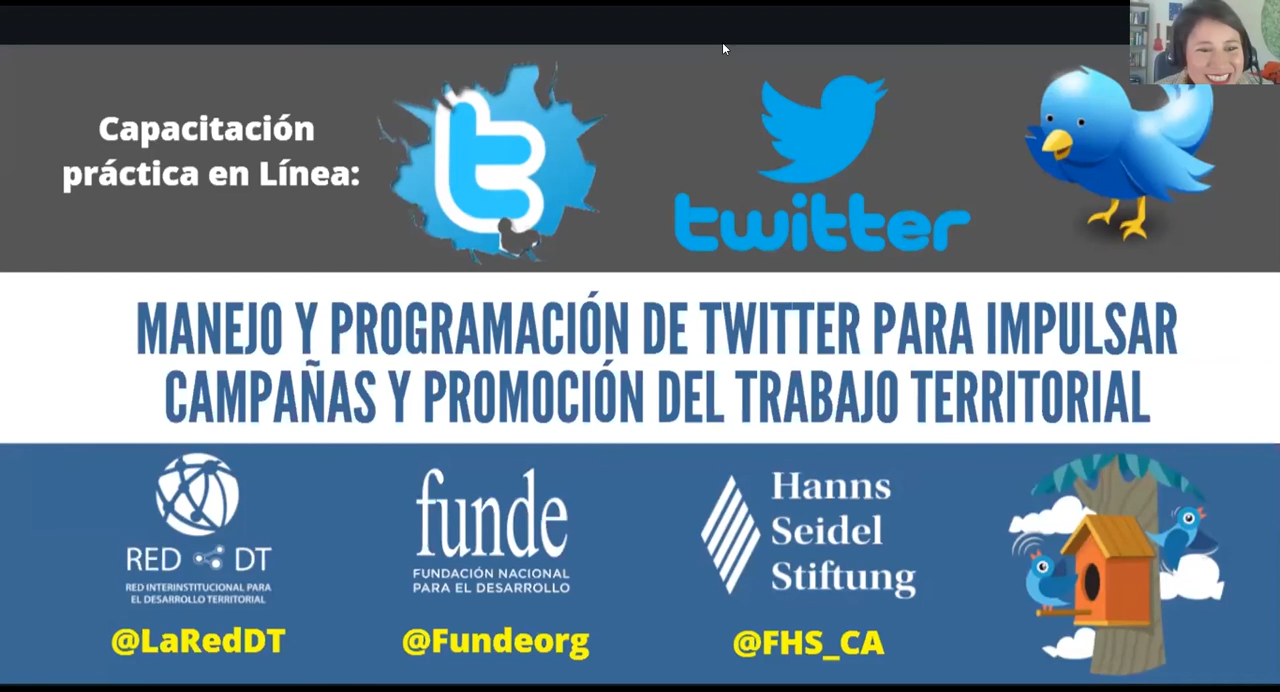 Capacitación
práctica en Línea:
t
twitter
MANEJO Y PROGRAMACIÓN DE TWITTER PARA IMPULSAR
CAMPAÑAS Y PROMOCIÓN DEL TRABAJO TERRITORIAL
RED DT
RED INTERINSTITUCIONAL PARA
EL DESARROLLO TERRITORIAL
@LaRedDT
funde
FUNDACIÓN NACIONAL
PARA EL DESARROLLO
@Fundeorg
Hanns
Seidel
Stiftung
@FHS_CA